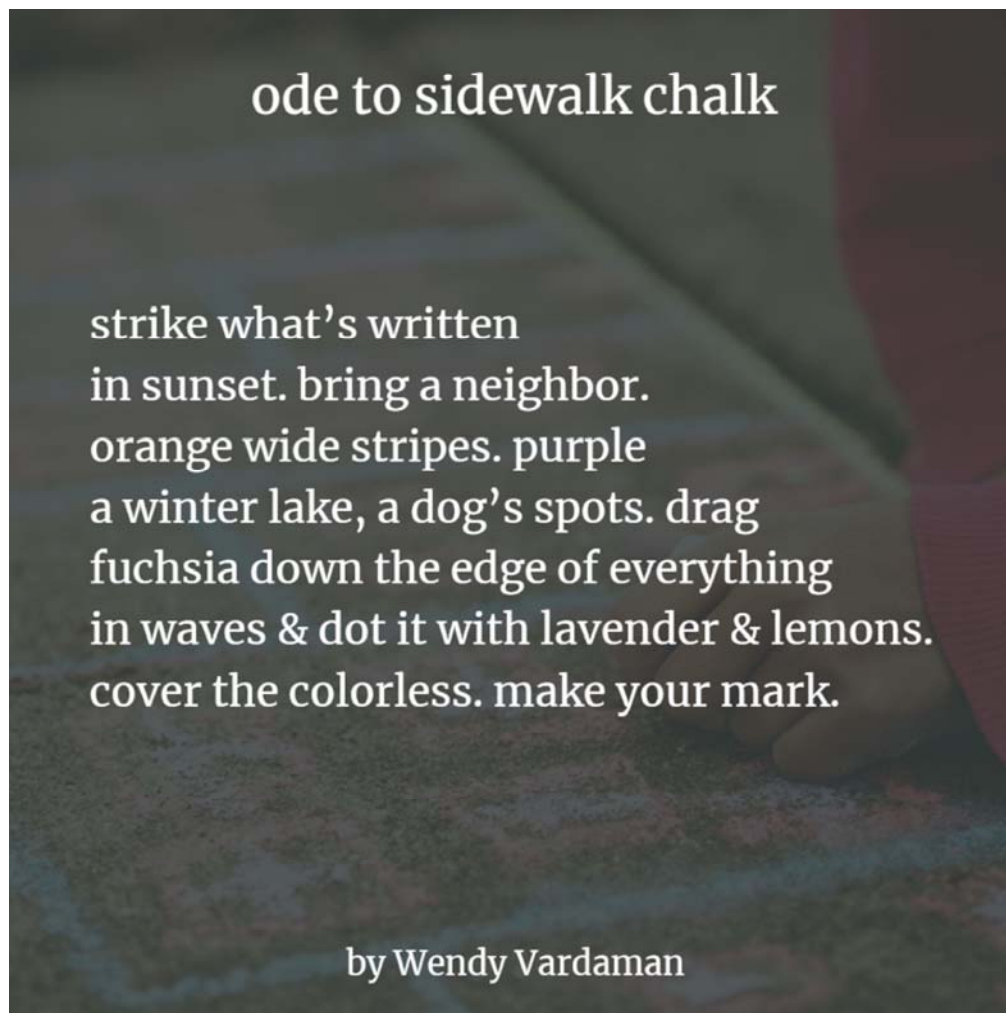 ode to sidewalk chalk
strike what’s written
in sunset. bring a neighbor.
orange wide stripes. purple
a winter lake, a dog’s spots. drag
fuchsia down the edge of everything
in waves & dot it with lavender & lemons.
cover the colorless. make your mark.
by Wendy Vardaman